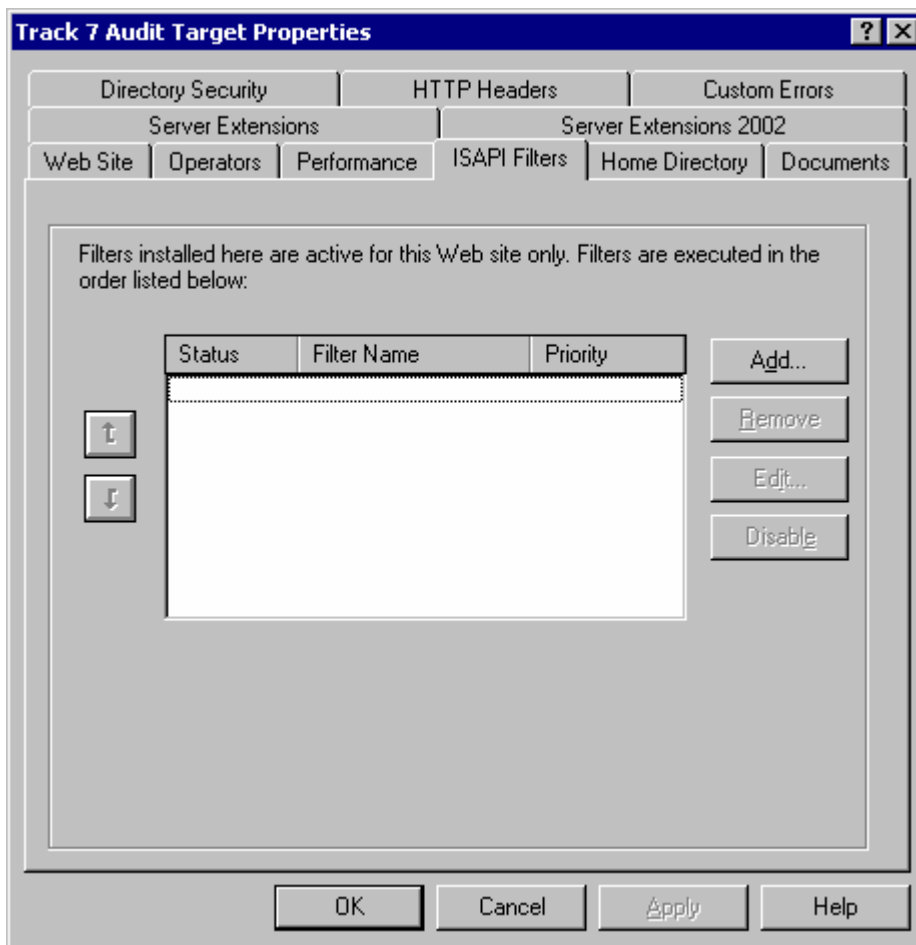 Track 7 Audit Target Properties
Directory Security
HTTP Headers
Custom Errors
Server Extensions
Server Extensions 2002
Web Site
Operators
Performance
ISAPI Filters
Home Directory
Documents
Filters installed here are active for this Web site only. Filters are executed in the
order listed below:
Status
Filter Name
Priority
Add...
Remove
Edit...
Disable
OK
Cancel
Apply
Help